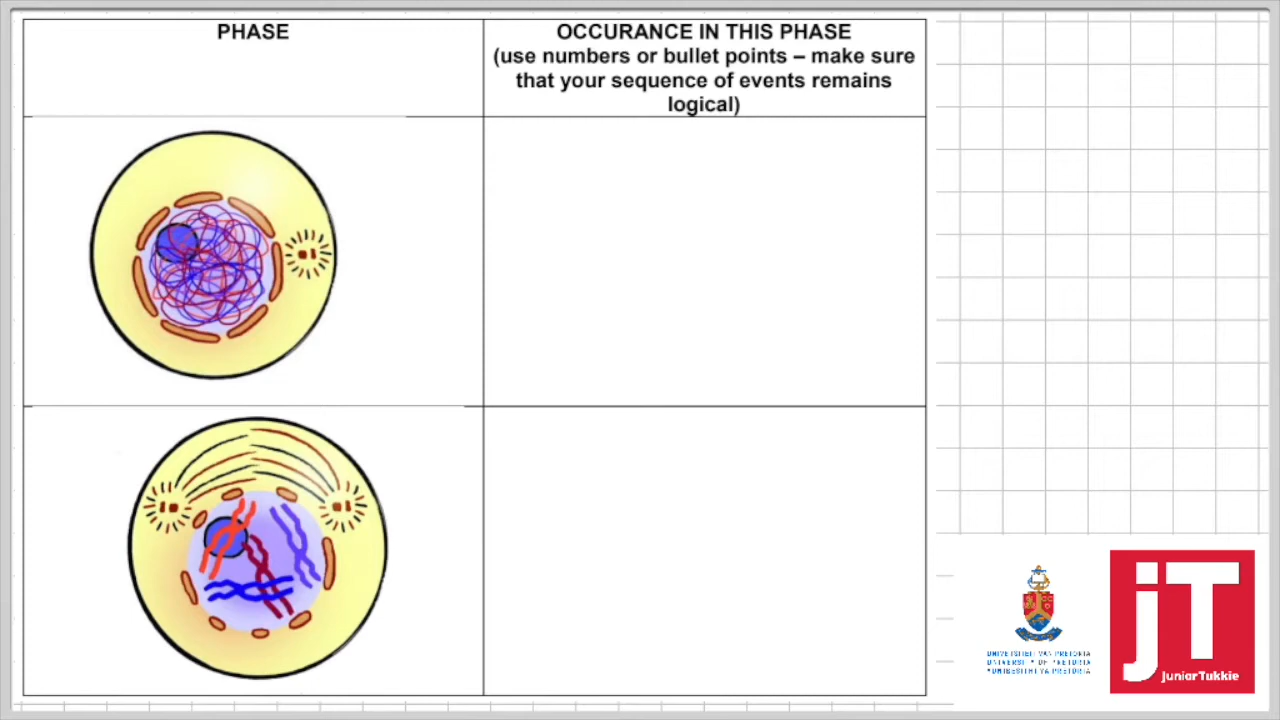 PHASE
OCCURANCE IN THIS PHASE
(use numbers or bullet points – make sure
that your sequence of events remains
logical)
UNIVERSITEIT VAN PRETORIA
UNIVERSITY OF PRETORIA
YUNIBESITHI YA PRETORIA
jT
JuniorTukkie